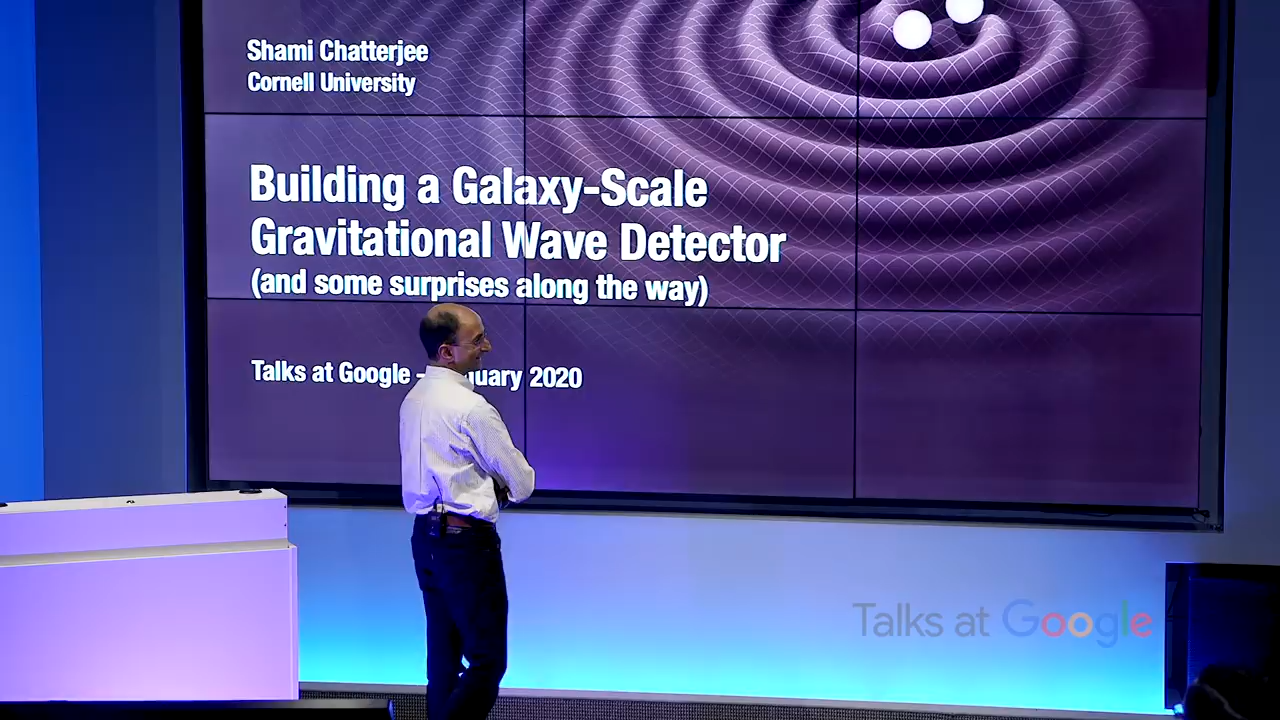 Shami Chatterjee
Cornell University
Building a Galaxy-Scale
Gravitational Wave Detector
(and some surprises along the way)
Talks at Google - 2020
Talks at Google